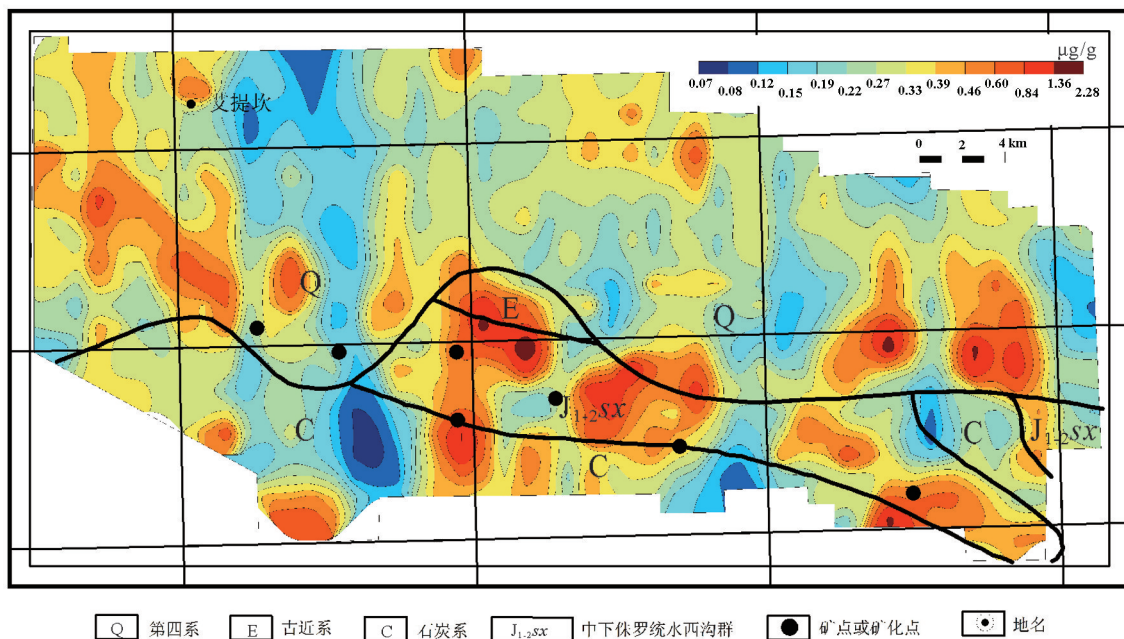 μg/g
0.07 0.08 0.12 0.15 0.19 0.22 0.27 0.33 0.39 0.46 0.60 0.84 1.36 2.28
艾提坎
0 2 4 km
Q
E
Q
C
J₁₋₂sx
C
C
J₁₋₂sx
Q 第四系 E 古近系 C 石炭系 J₁₋₂sx 中下侏罗统水西沟群 矿点或矿化点 地名